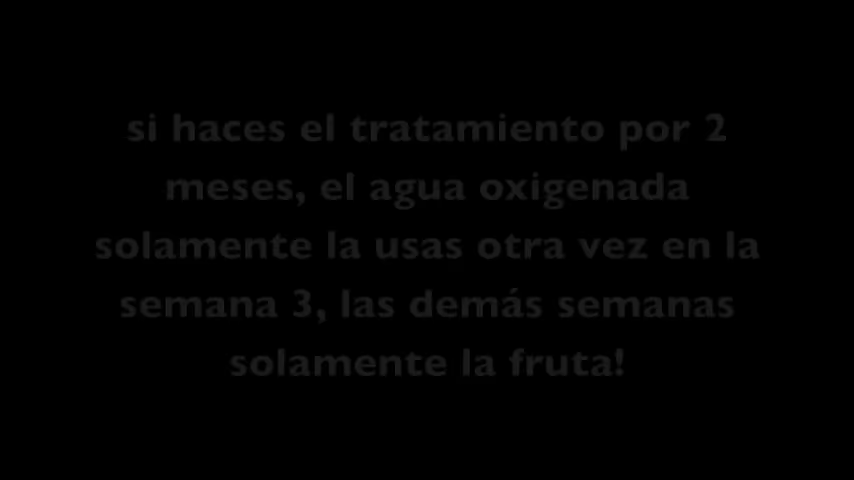 si haces el tratamiento por 2
meses, el agua oxigenada
solamente la usas otra vez en la
semana 3, las demás semanas
solamente la fruta!